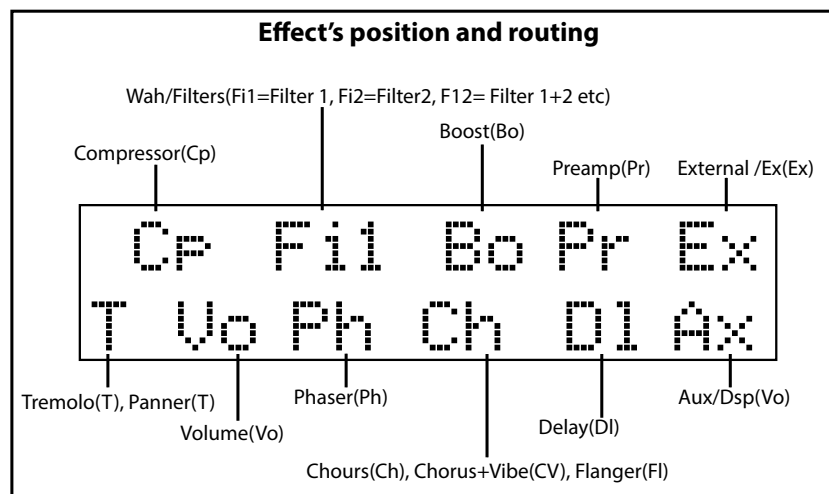 Effect's position and routing
Wah/Filters(Fi1=Filter 1, Fi2=Filter2, F12= Filter 1+2 etc)
Boost(Bo)
Compressor(Cp)
Preamp(Pr)
External /Ex(Ex)
Cp Fi1 Bo Pr Ex
T Vo Ph Ch Dl Ax
Tremolo(T), Panner(T)
Phaser(Ph)
Aux/Dsp(Vo)
Volume(Vo)
Delay(Dl)
Chours(Ch), Chorus+Vibe(CV), Flanger(Fl)